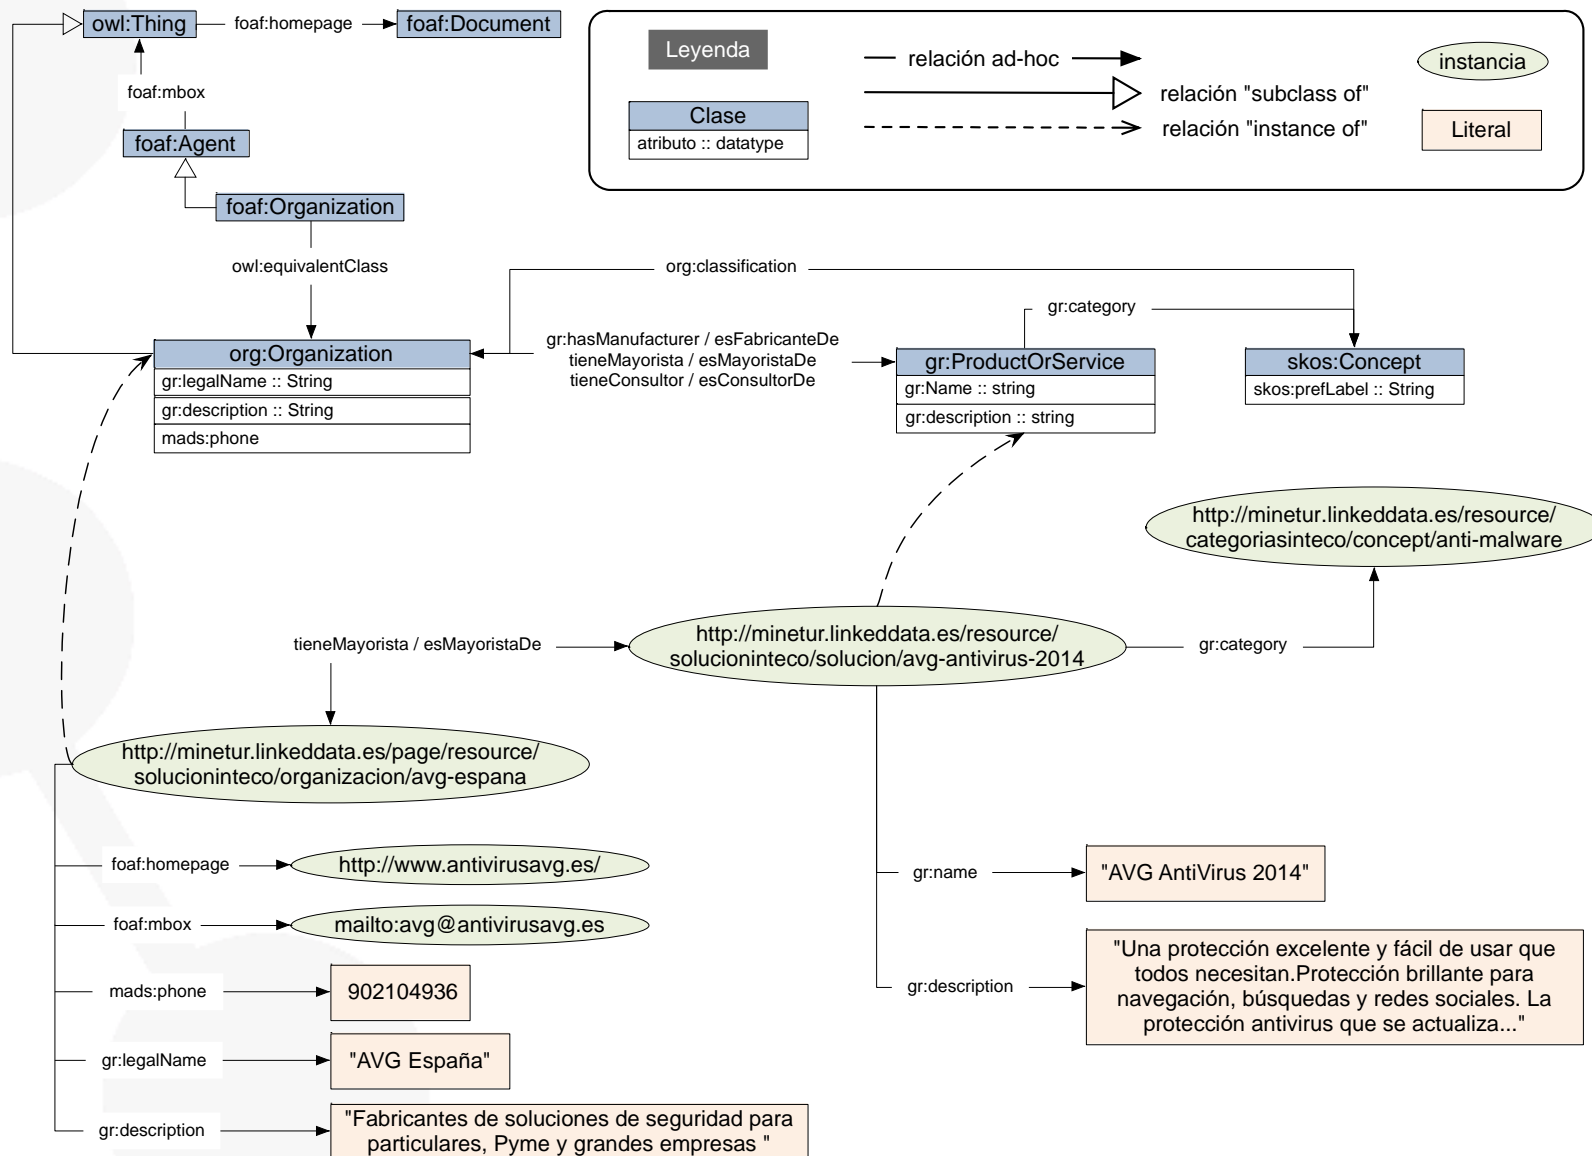 owl:Thing
foaf:homepage
foaf:Document
foaf:mbox
foaf:Agent
foaf:Organization
owl:equivalentClass
Leyenda
relación ad-hoc
instancia
Clase
atributo :: datatype
relación "subclass of"
relación "instance of"
Literal
org:classification
gr:category
gr:hasManufacturer / esFabricanteDe
tieneMayorista / esMayoristaDe
tieneConsultor / esConsultorDe
org:Organization
gr:legalName :: String
gr:description :: String
mads:phone
gr:ProductOrService
gr:Name :: string
gr:description :: string
skos:Concept
skos:prefLabel :: String
http://minetur.linkeddata.es/resource/
categoriasinteco/concept/anti-malware
tieneMayorista / esMayoristaDe
http://minetur.linkeddata.es/resource/
solucioninteco/solucion/avg-antivirus-2014
gr:category
http://minetur.linkeddata.es/page/resource/
solucioninteco/organizacion/avg-espana
foaf:homepage
http://www.antivirusavg.es/
foaf:mbox
mailto:avg@antivirusavg.es
mads:phone
902104936
gr:legalName
"AVG España"
gr:description
"Fabricantes de soluciones de seguridad para
particulares, Pyme y grandes empresas "
gr:name
"AVG AntiVirus 2014"
gr:description
"Una protección excelente y fácil de usar que
todos necesitan.Protección brillante para
navegación, búsquedas y redes sociales. La
protección antivirus que se actualiza..."